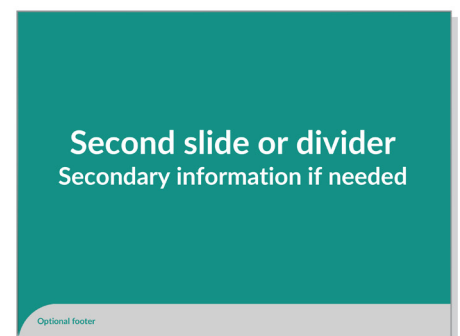 Second slide or divider
Secondary information if needed
Optional footer